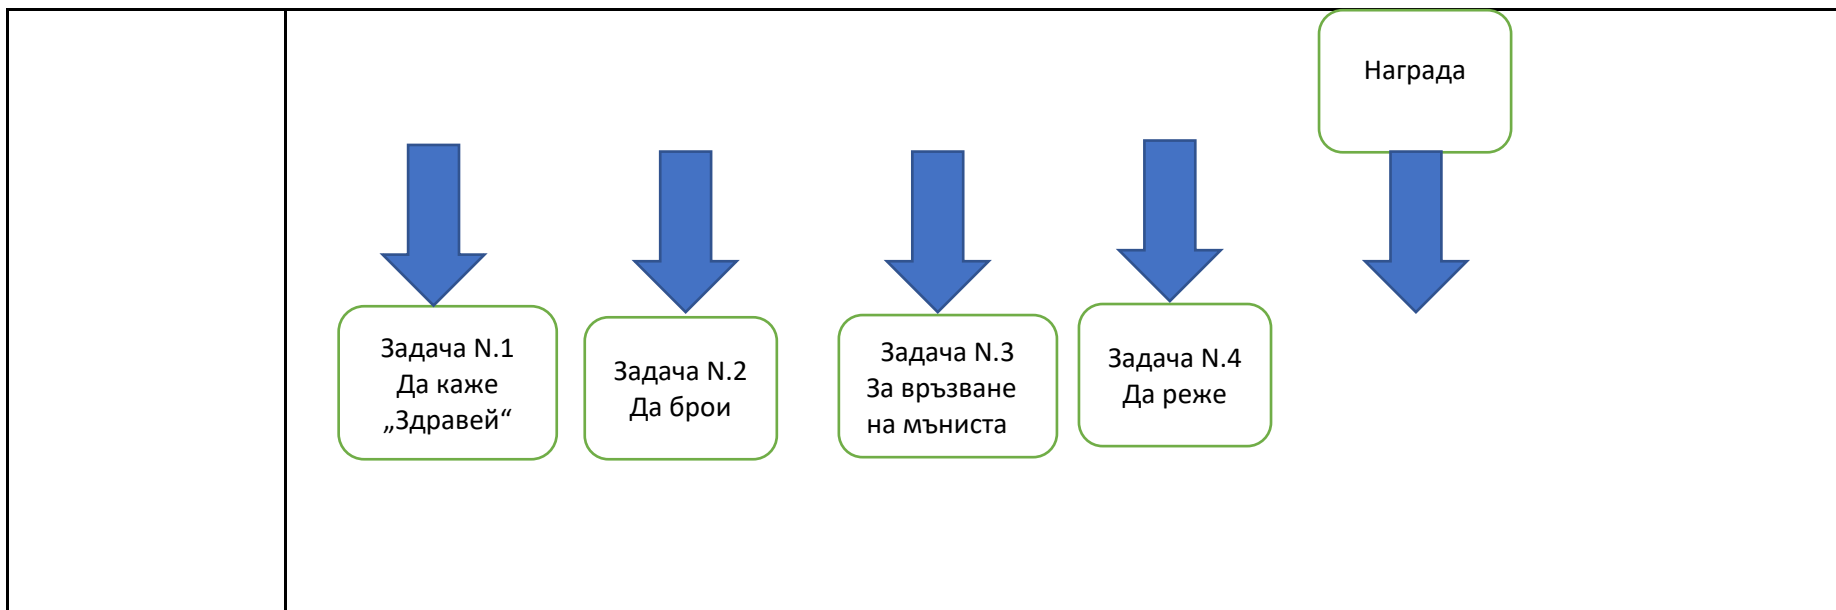 Награда
Задача N.1
Да каже
„Здравей“
Задача N.2
Да брои
Задача N.3
За връзване
на мъниста
Задача N.4
Да реже